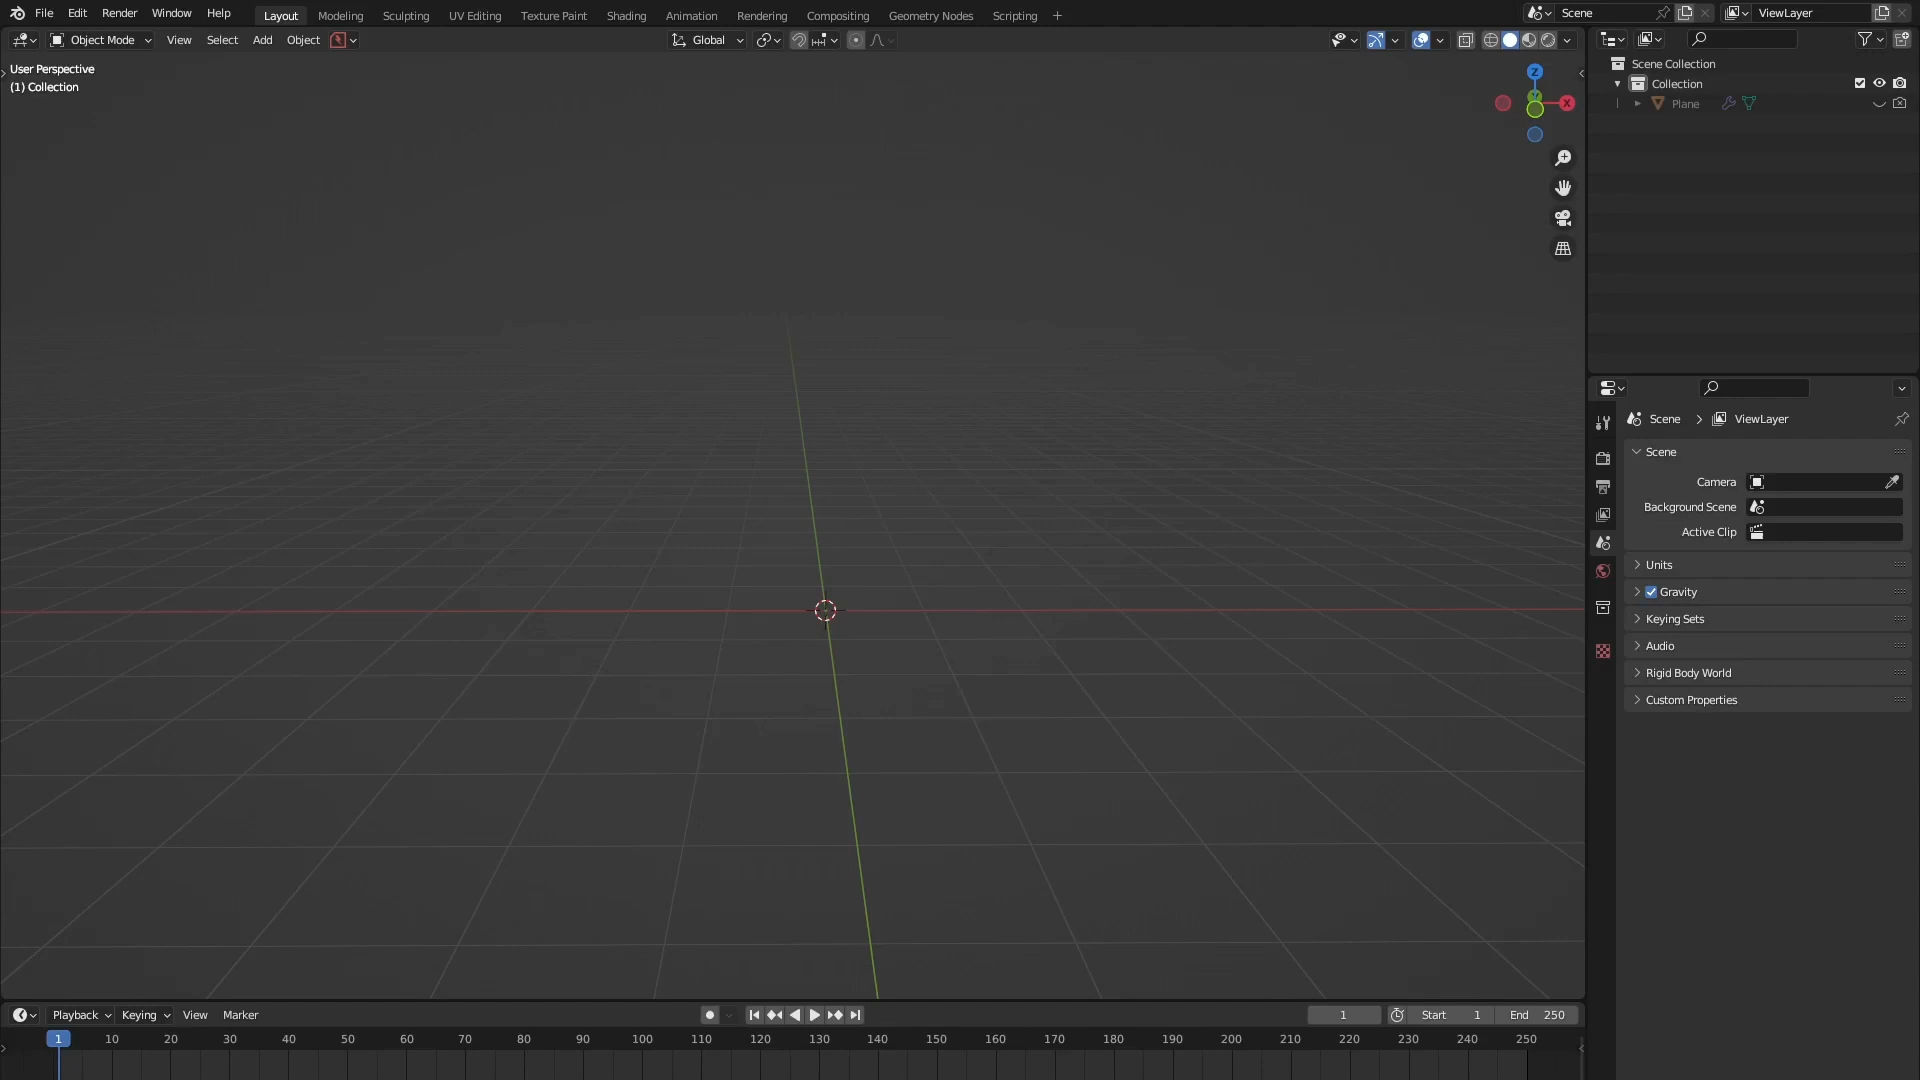 File Edit Render Window Help Layout Modeling Sculpting UV Editing Texture Paint Shading Animation Rendering Compositing Geometry Nodes Scripting + Scene ViewLayer
Object Mode View Select Add Object Global
User Perspective
(1) Collection
Z
Y
X
Scene Collection
Collection
Plane
Scene > ViewLayer
Scene
Camera
Background Scene
Active Clip
Units
Gravity
Keying Sets
Audio
Rigid Body World
Custom Properties
Playback Keying View Marker 1 Start 1 End 250
1 10 20 30 40 50 60 70 80 90 100 110 120 130 140 150 160 170 180 190 200 210 220 230 240 250